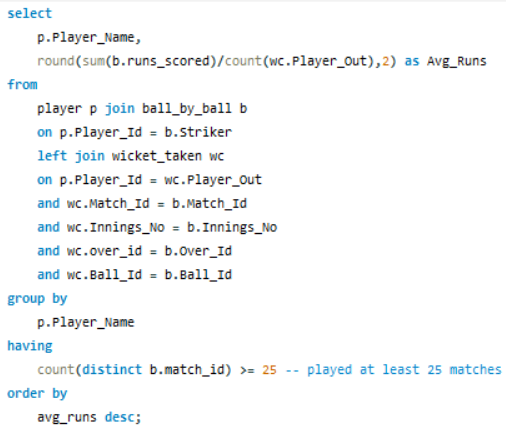 select
p.Player_Name,
round(sum(b.runs_scored)/count(wc.Player_Out),2) as Avg_Runs
from
player p join ball_by_ball b
on p.Player_Id = b.Striker
left join wicket_taken wc
on p.Player_Id = wc.Player_Out
and wc.Match_Id = b.Match_Id
and wc.Innings_No = b.Innings_No
and wc.over_id = b.Over_Id
and wc.Ball_Id = b.Ball_Id
group by
p.Player_Name
having
count(distinct b.match_id) >= 25 -- played at least 25 matches
order by
avg_runs desc;